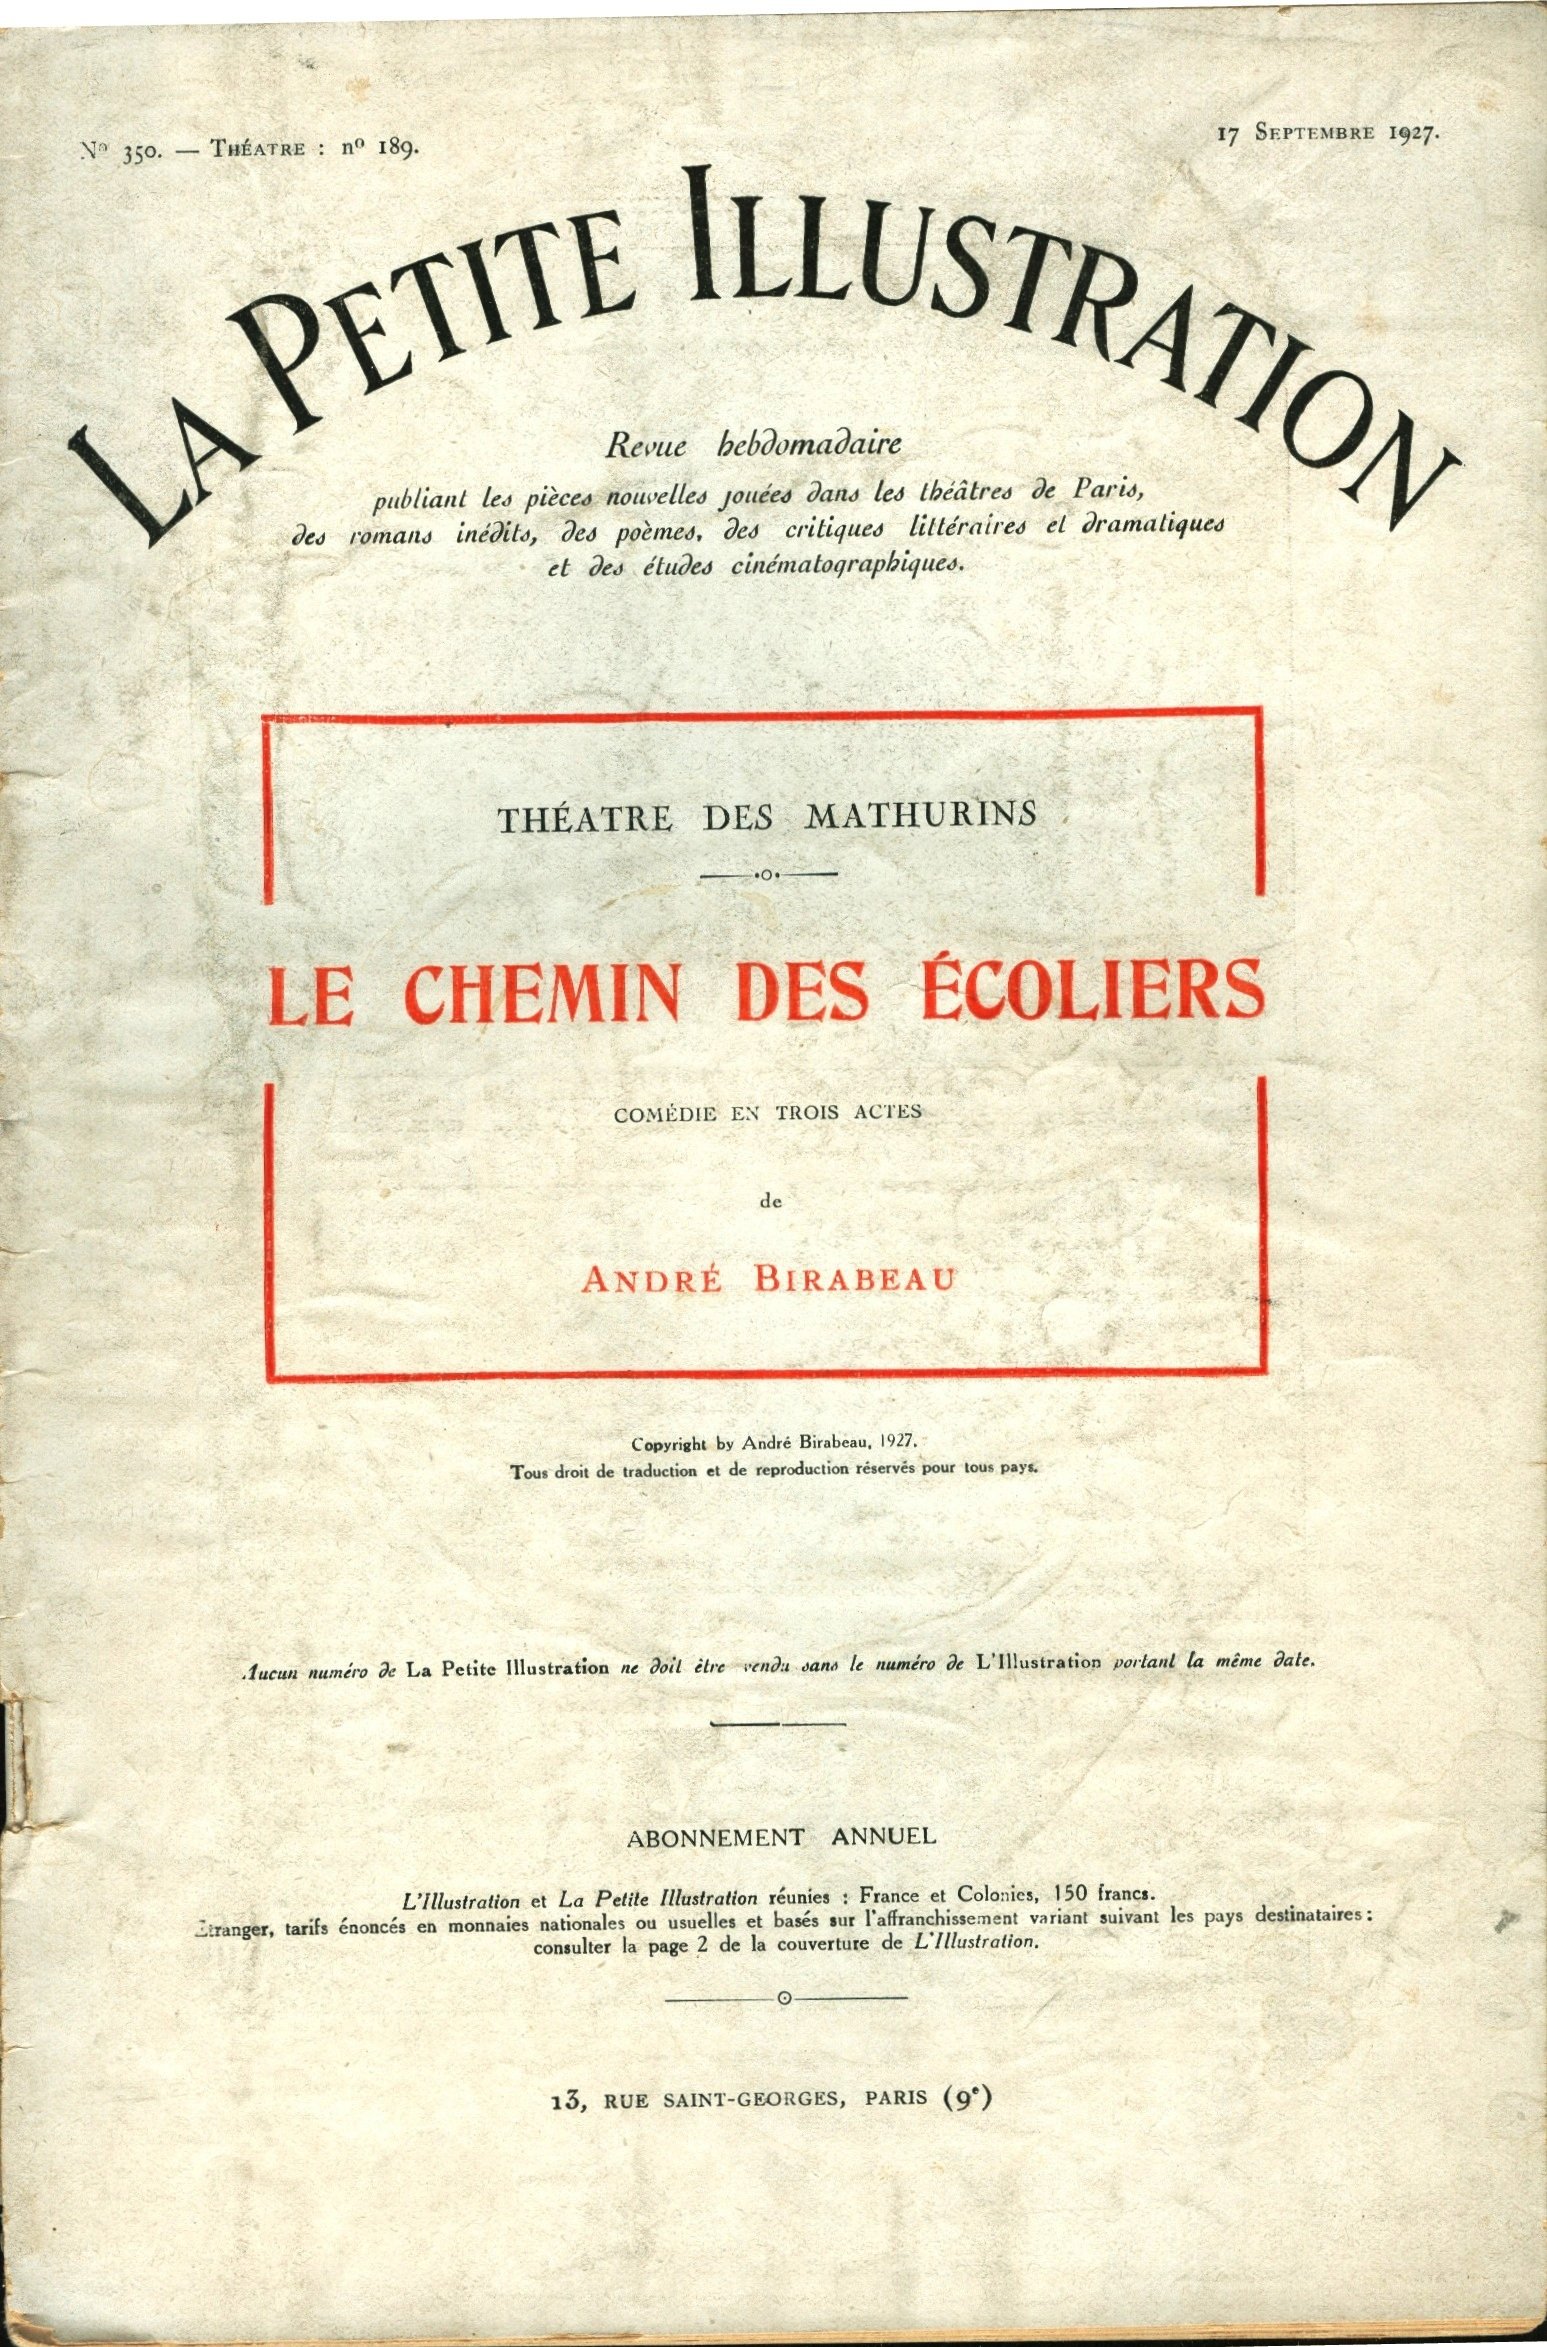 Nº 350. — THÉATRE : nº 189.
17 SEPTEMBRE 1927.
LA PETITE ILLUSTRATION
Revue hebdomadaire
publiant les pièces nouvelles jouées dans les théâtres de Paris,
des romans inédits, des poèmes, des critiques littéraires et dramatiques
et des études cinématographiques.
THÉATRE DES MATHURINS
LE CHEMIN DES ÉCOLIERS
COMÉDIE EN TROIS ACTES
de
ANDRÉ BIRABEAU
Copyright by André Birabeau, 1927.
Tous droit de traduction et de reproduction réservés pour tous pays.
Aucun numéro de La Petite Illustration ne doit être vendu sans le numéro de L'Illustration portant la même date.
ABONNEMENT ANNUEL
L'Illustration et La Petite Illustration réunies : France et Colonies, 150 francs.
Étranger, tarifs énoncés en monnaies nationales ou usuelles et basés sur l'affranchissement variant suivant les pays destinataires :
consulter la page 2 de la couverture de L'Illustration.
13, RUE SAINT-GEORGES, PARIS (9e)